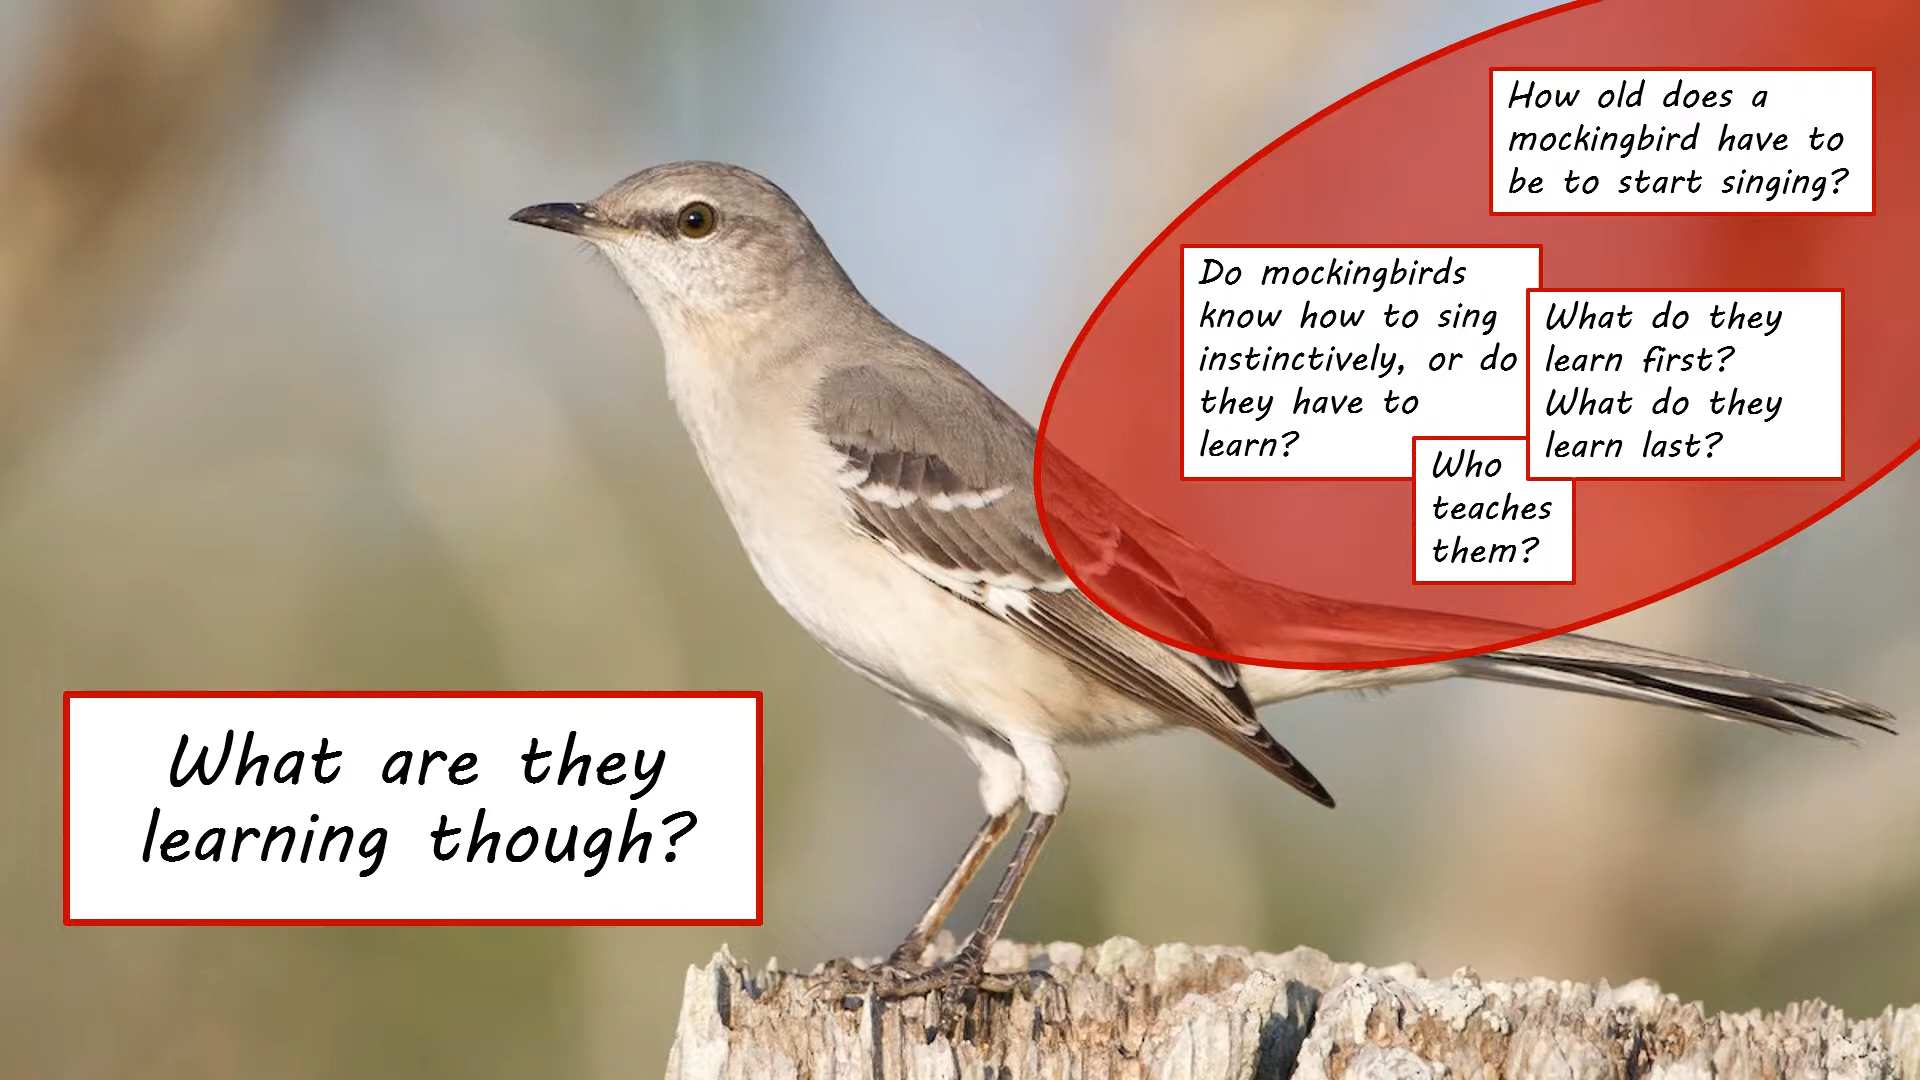 How old does a
mockingbird have to
be to start singing?
Do mockingbirds
know how to sing
instinctively, or do
they have to
learn?
What do they
learn first?
What do they
learn last?
Who
teaches
them?
What are they
learning though?